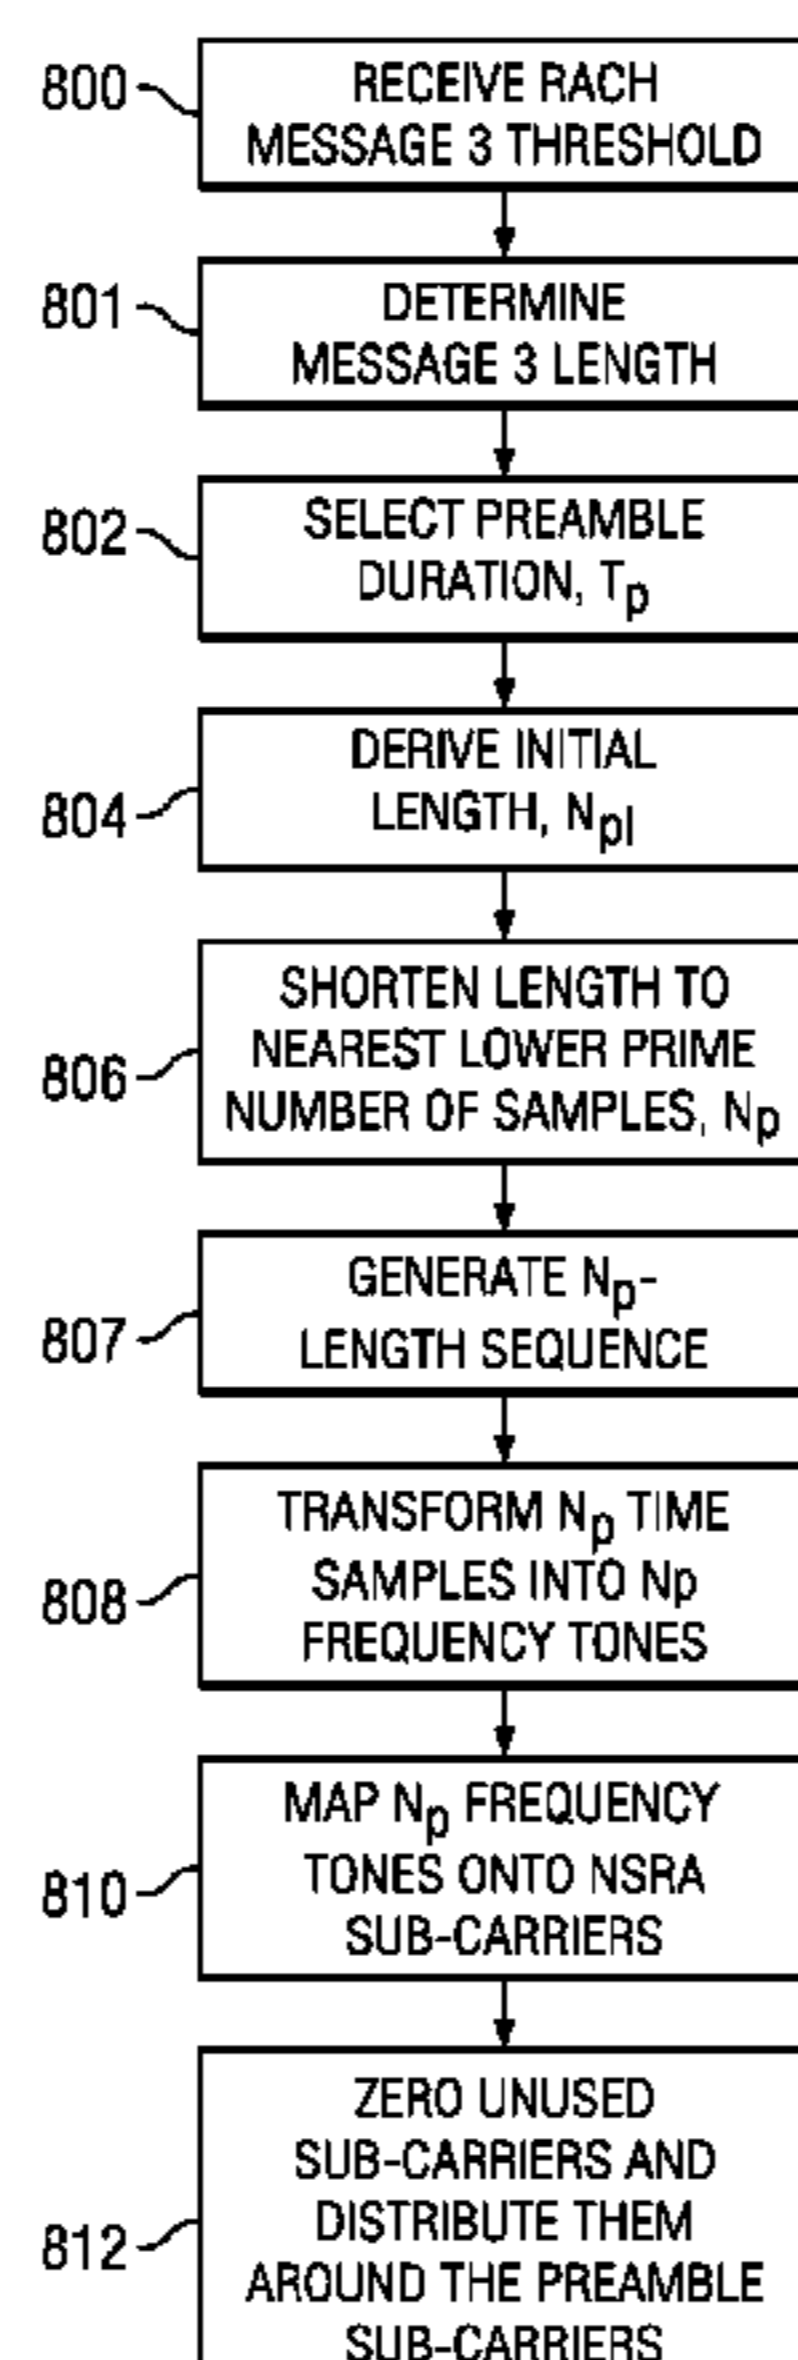 800
RECEIVE RACH
MESSAGE 3 THRESHOLD
801
DETERMINE
MESSAGE 3 LENGTH
802
SELECT PREAMBLE
DURATION, Tp
804
DERIVE INITIAL
LENGTH, NpI
806
SHORTEN LENGTH TO
NEAREST LOWER PRIME
NUMBER OF SAMPLES, Np
807
GENERATE Np-
LENGTH SEQUENCE
808
TRANSFORM Np TIME
SAMPLES INTO Np
FREQUENCY TONES
810
MAP Np FREQUENCY
TONES ONTO NSRA
SUB-CARRIERS
812
ZERO UNUSED
SUB-CARRIERS AND
DISTRIBUTE THEM
AROUND THE PREAMBLE
SUB-CARRIERS